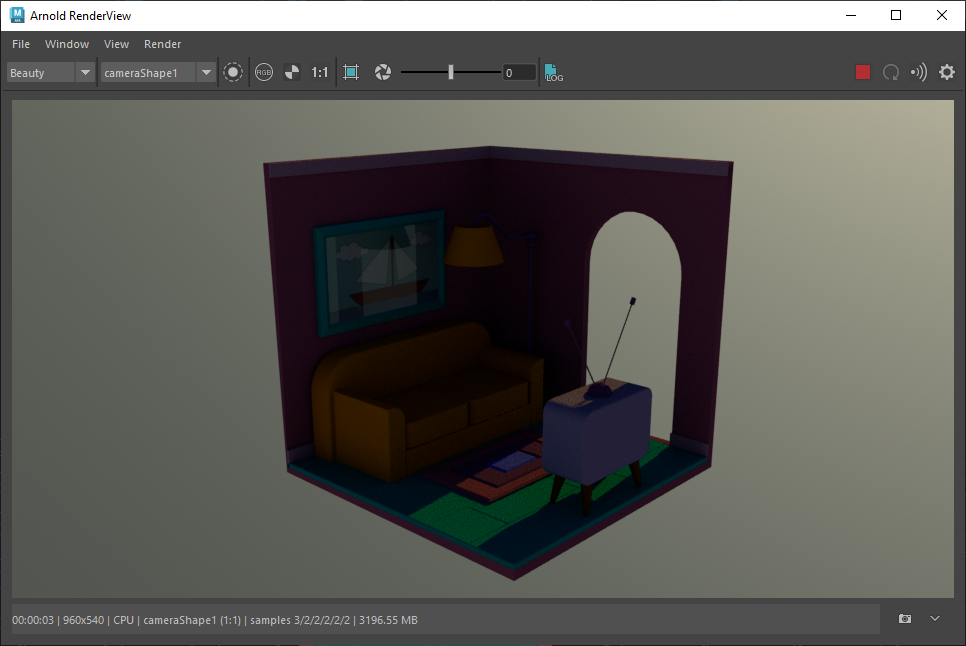 Arnold RenderView
File Window View Render
Beauty cameraShape1 RGB 1:1 0 LOG
00:00:03 | 960x540 | CPU | cameraShape1 (1:1) | samples 3/2/2/2/2/2 | 3196.55 MB